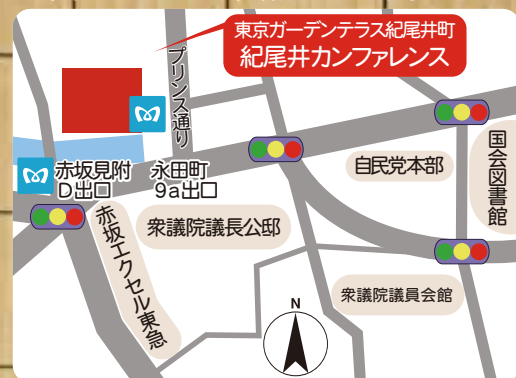 東京ガーデンテラス紀尾井町
紀尾井カンファレンス
プリンス通り
赤坂見附
D出口
永田町
9a出口
自民党本部
国会図書館
衆議院議長公邸
赤坂エクセル東急
衆議院議員会館
N